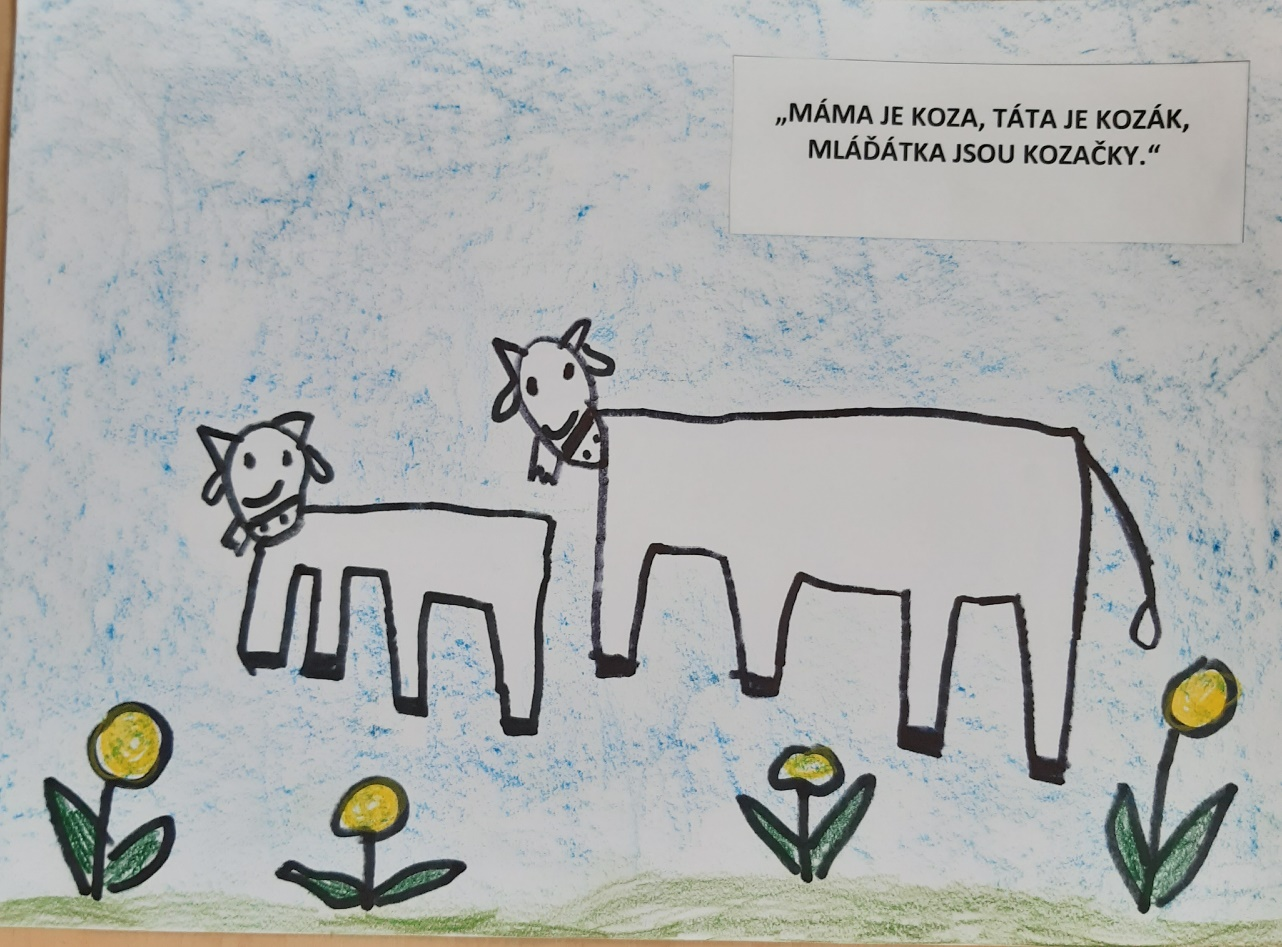 „MÁMA JE KOZA, TÁTA JE KOZÁK,
MLÁĎÁTKA JSOU KOZAČKY.“